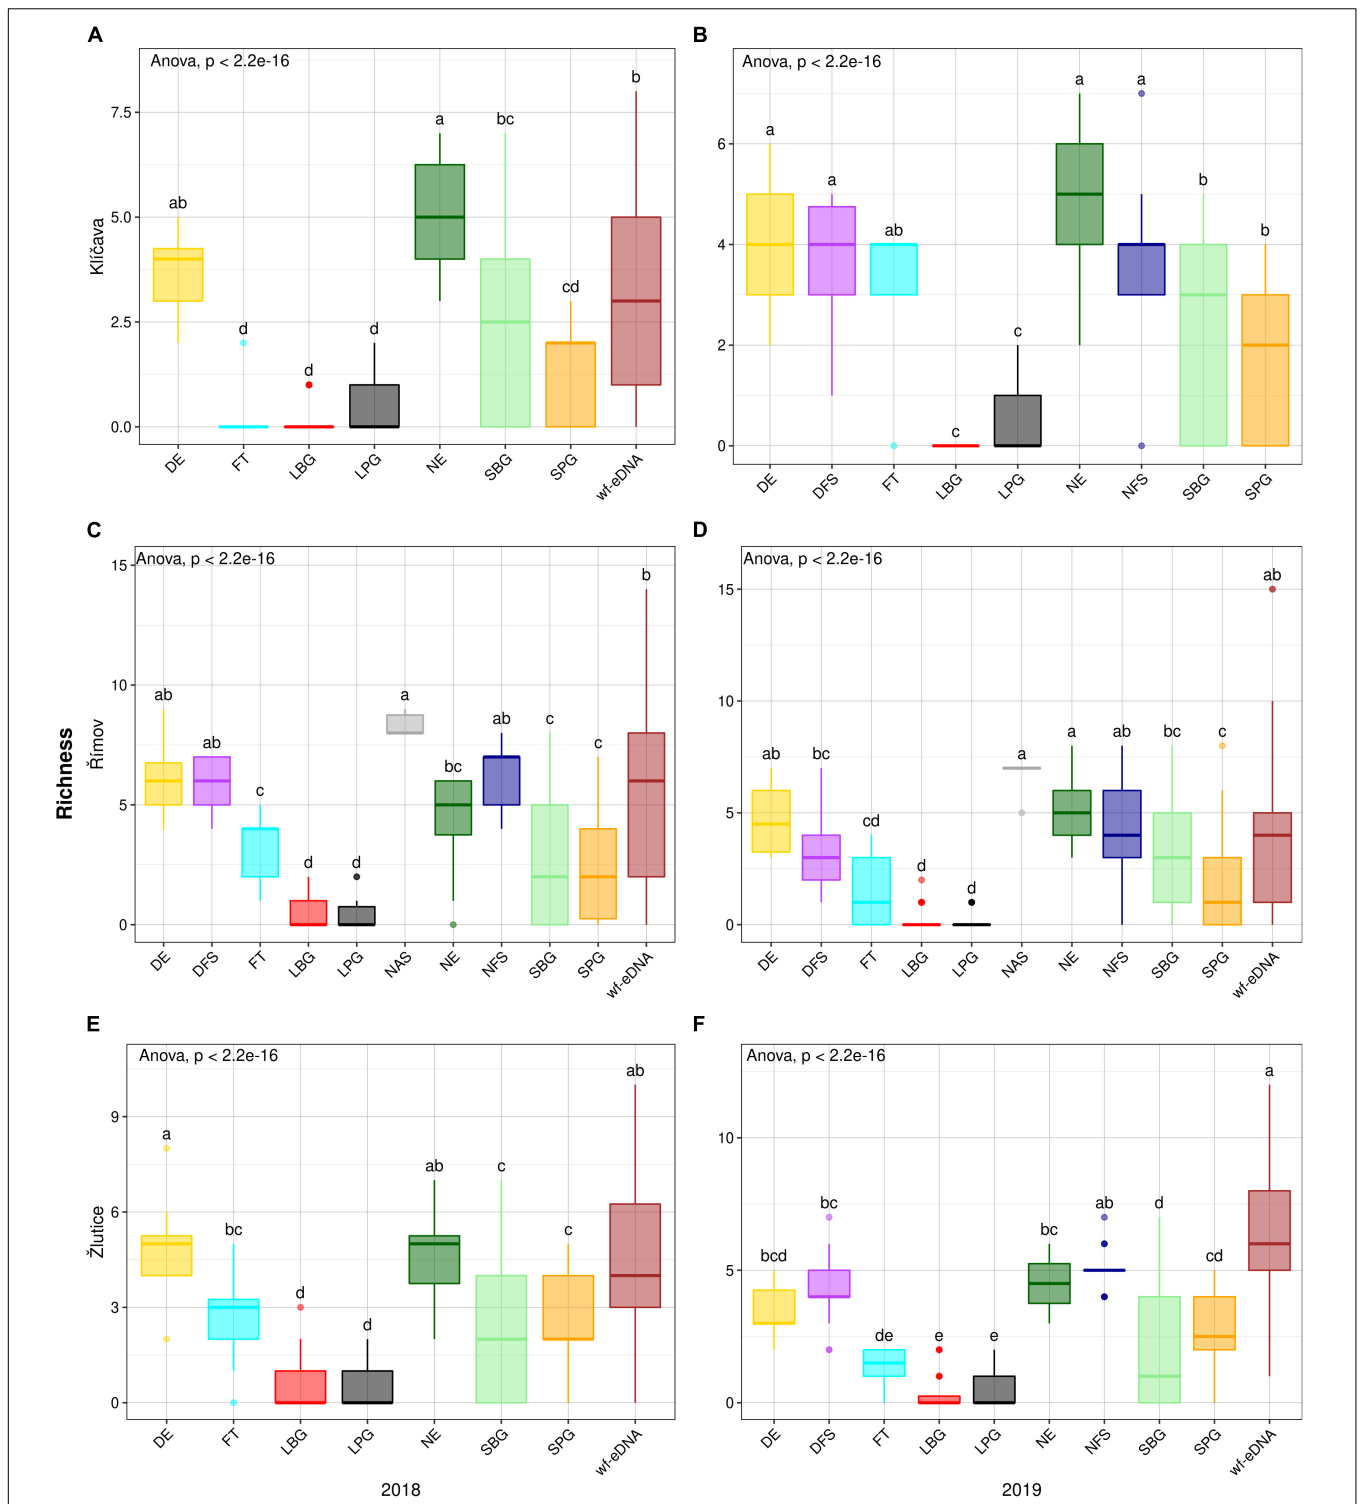 A
Anova, p < 2.2e-16
Klíčava
7.5
5.0
2.5
0.0
ab
d
d
d
a
bc
cd
b
DE
FT
LBG
LPG
NE
SBG
SPG
wf-eDNA
B
Anova, p < 2.2e-16
6
4
2
0
a
a
ab
c
c
a
a
b
b
DE
DFS
FT
LBG
LPG
NE
NFS
SBG
SPG
Richness
C
Anova, p < 2.2e-16
Římov
15
10
5
0
ab
ab
c
d
d
a
bc
ab
c
c
b
DE
DFS
FT
LBG
LPG
NAS
NE
NFS
SBG
SPG
wf-eDNA
D
Anova, p < 2.2e-16
15
10
5
0
ab
bc
cd
d
d
a
a
ab
bc
c
ab
DE
DFS
FT
LBG
LPG
NAS
NE
NFS
SBG
SPG
wf-eDNA
E
Anova, p < 2.2e-16
Žlutice
9
6
3
0
a
bc
d
d
ab
c
c
ab
DE
FT
LBG
LPG
NE
SBG
SPG
wf-eDNA
2018
F
Anova, p < 2.2e-16
10
5
0
bcd
bc
de
e
e
bc
ab
d
cd
a
DE
DFS
FT
LBG
LPG
NE
NFS
SBG
SPG
wf-eDNA
2019